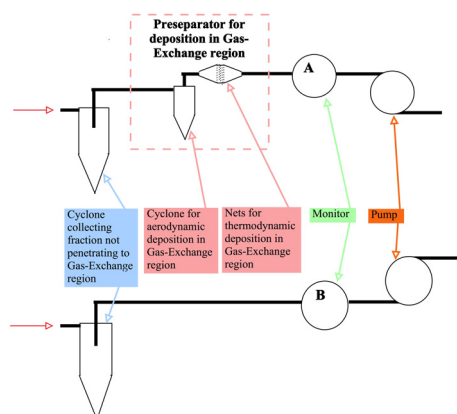 Preseparator for
deposition in Gas-
Exchange region
A
Cyclone
collecting
fraction not
penetrating to
Gas-Exchange
region
Cyclone for
aerodynamic
deposition in
Gas-Exchange
region
Nets for
thermodynamic
deposition in
Gas-Exchange
region
Monitor
Pump
B